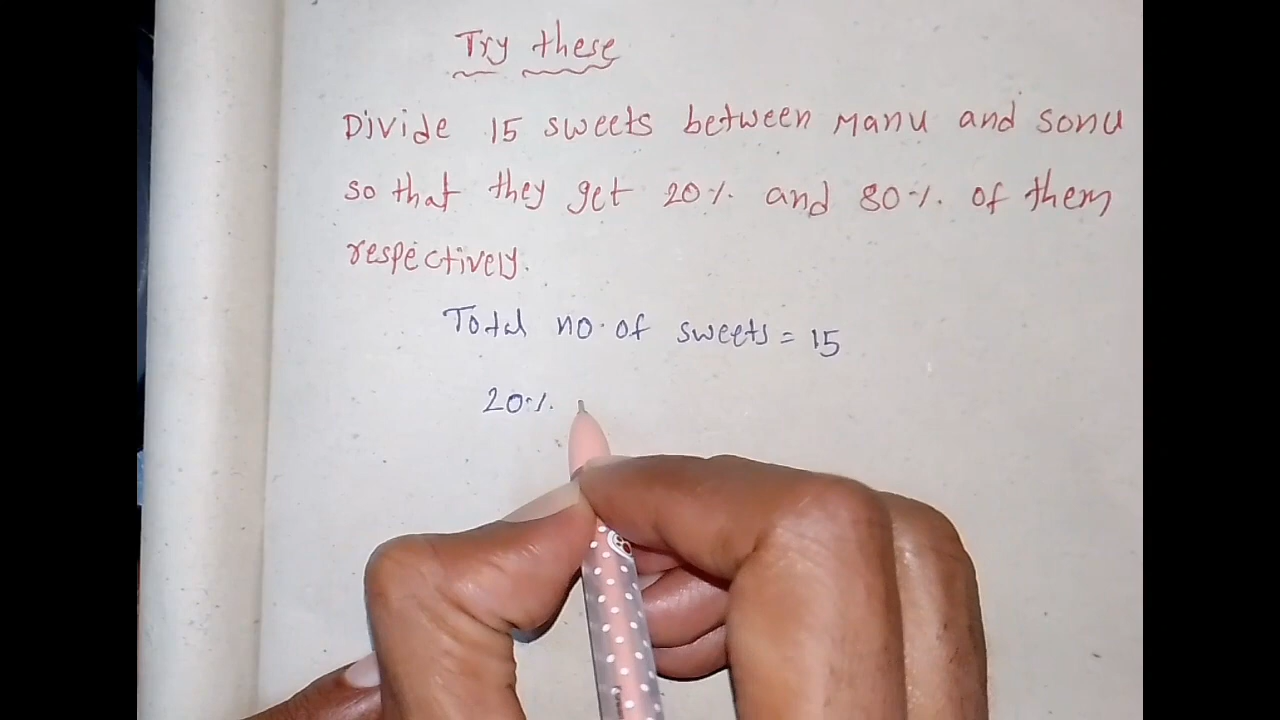 Try these
Divide 15 sweets between Manu and sonu
so that they get 20% and 80% of them
respectively.
Total no. of sweets = 15
20%